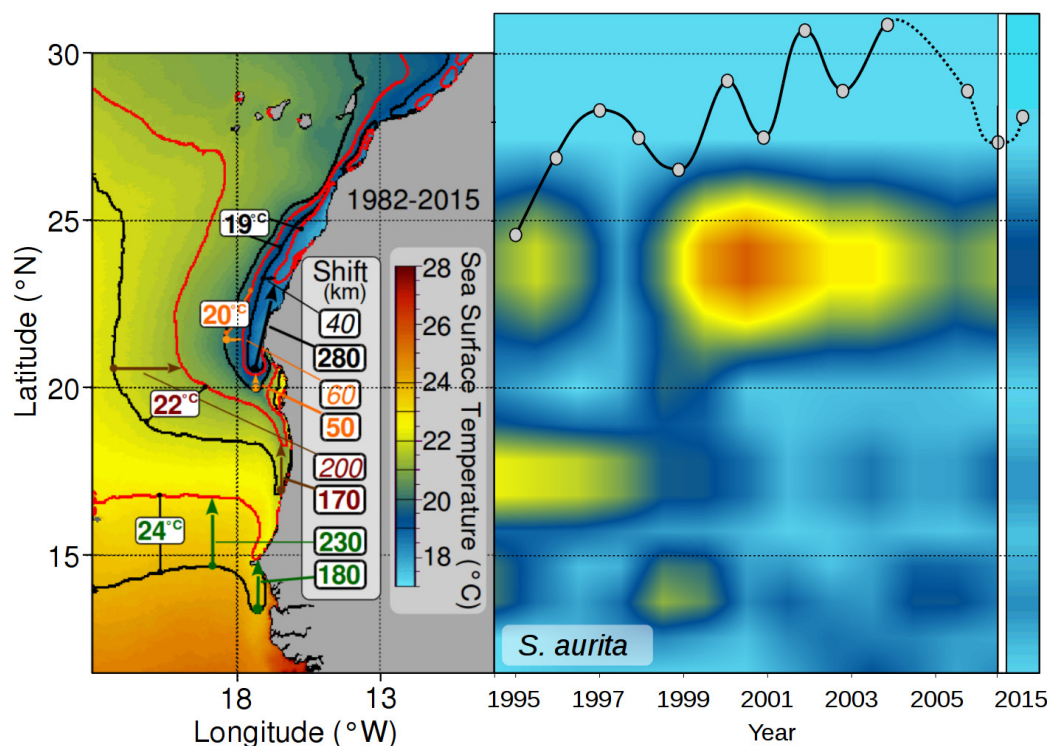 30
25
20
15
Latitude (°N)
18
13
Longitude (°W)
1982-2015
19°C
20°C
22°C
24°C
Shift
(km)
40
280
60
50
200
170
230
180
28
26
24
22
20
18
Sea Surface Temperature (°C)
S. aurita
1995
1997
1999
2001
2003
2005
2015
Year